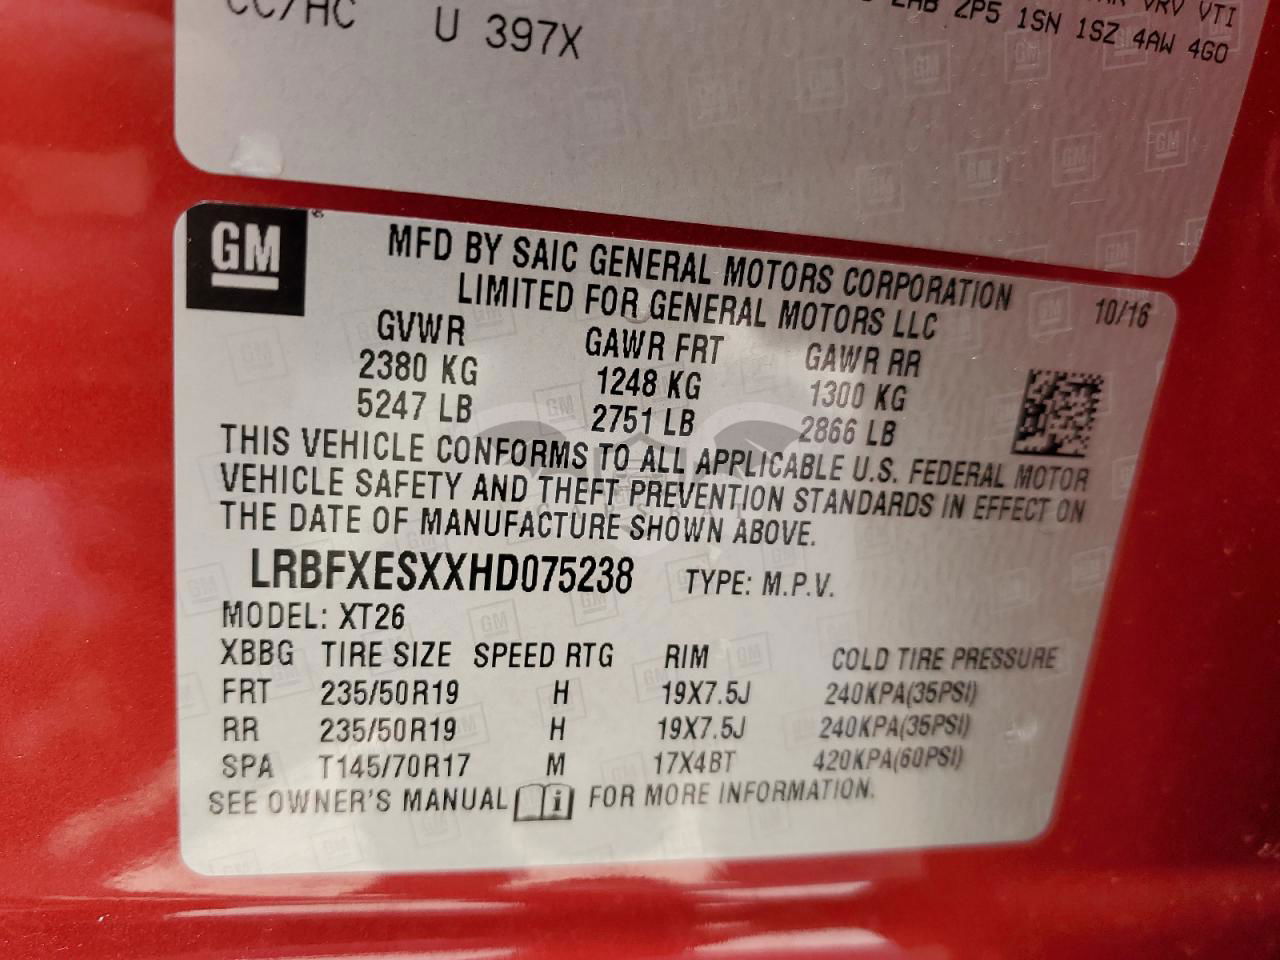 CC/HC U 397X
VRV VTI
ZP5 1SN 1SZ 4AW 4G0
GM
MFD BY SAIC GENERAL MOTORS CORPORATION
LIMITED FOR GENERAL MOTORS LLC
10/16
GVWR GAWR FRT GAWR RR
2380 KG 1248 KG 1300 KG
5247 LB 2751 LB 2866 LB
THIS VEHICLE CONFORMS TO ALL APPLICABLE U.S. FEDERAL MOTOR
VEHICLE SAFETY AND THEFT PREVENTION STANDARDS IN EFFECT ON
THE DATE OF MANUFACTURE SHOWN ABOVE.
LRBFXESXXHD075238 TYPE: M.P.V.
MODEL: XT26
XBBG TIRE SIZE SPEED RTG RIM COLD TIRE PRESSURE
FRT 235/50R19 H 19X7.5J 240KPA(35PSI)
RR 235/50R19 H 19X7.5J 240KPA(35PSI)
SPA T145/70R17 M 17X4BT 420KPA(60PSI)
SEE OWNER'S MANUAL i FOR MORE INFORMATION.